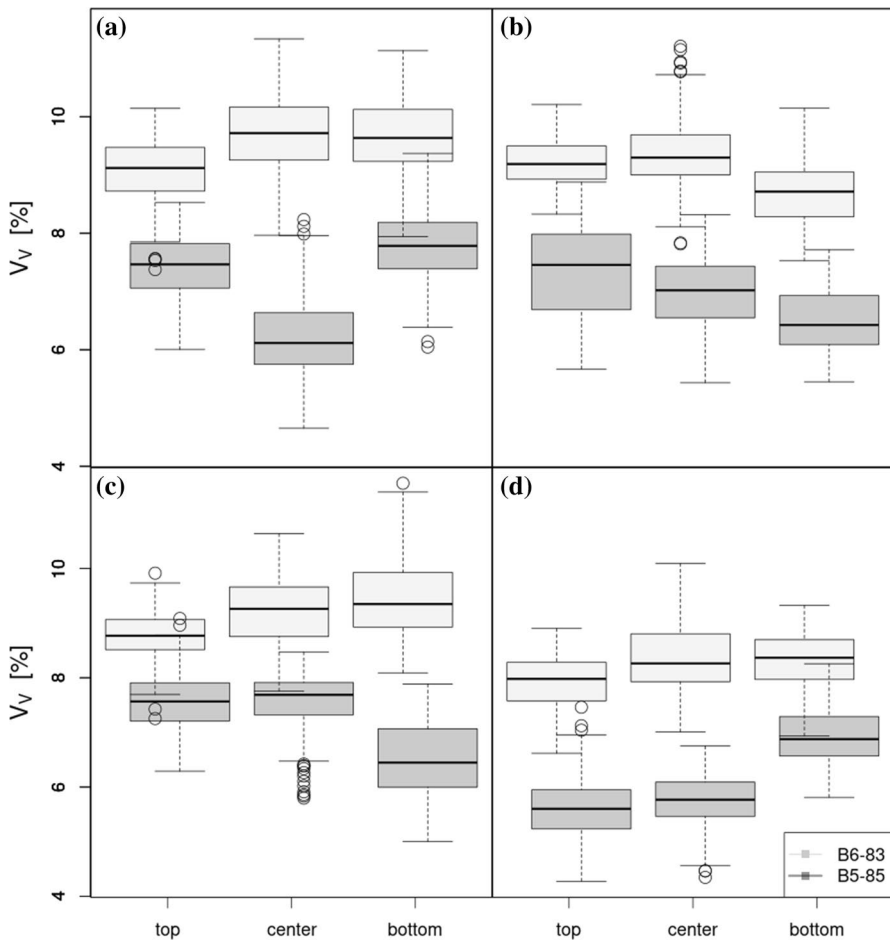 (a)
(b)
10
8
6
4
V_V [%]
(c)
(d)
10
8
6
4
V_V [%]
B6-83
B5-85
top center bottom top center bottom